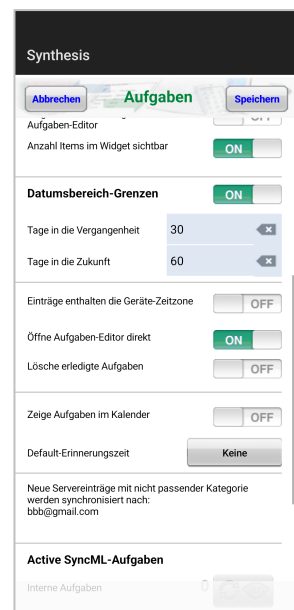 Synthesis
Abbrechen Aufgaben Speichern
Aufgaben-Editor
OFF
Anzahl Items im Widget sichtbar ON
Datumsbereich-Grenzen ON
Tage in die Vergangenheit 30
Tage in die Zukunft 60
Einträge enthalten die Geräte-Zeitzone OFF
Öffne Aufgaben-Editor direkt ON
Lösche erledigte Aufgaben OFF
Zeige Aufgaben im Kalender OFF
Default-Erinnerungszeit Keine
Neue Servereinträge mit nicht passender Kategorie
werden synchronisiert nach:
bbb@gmail.com
Active SyncML-Aufgaben
Interne Aufgaben 0